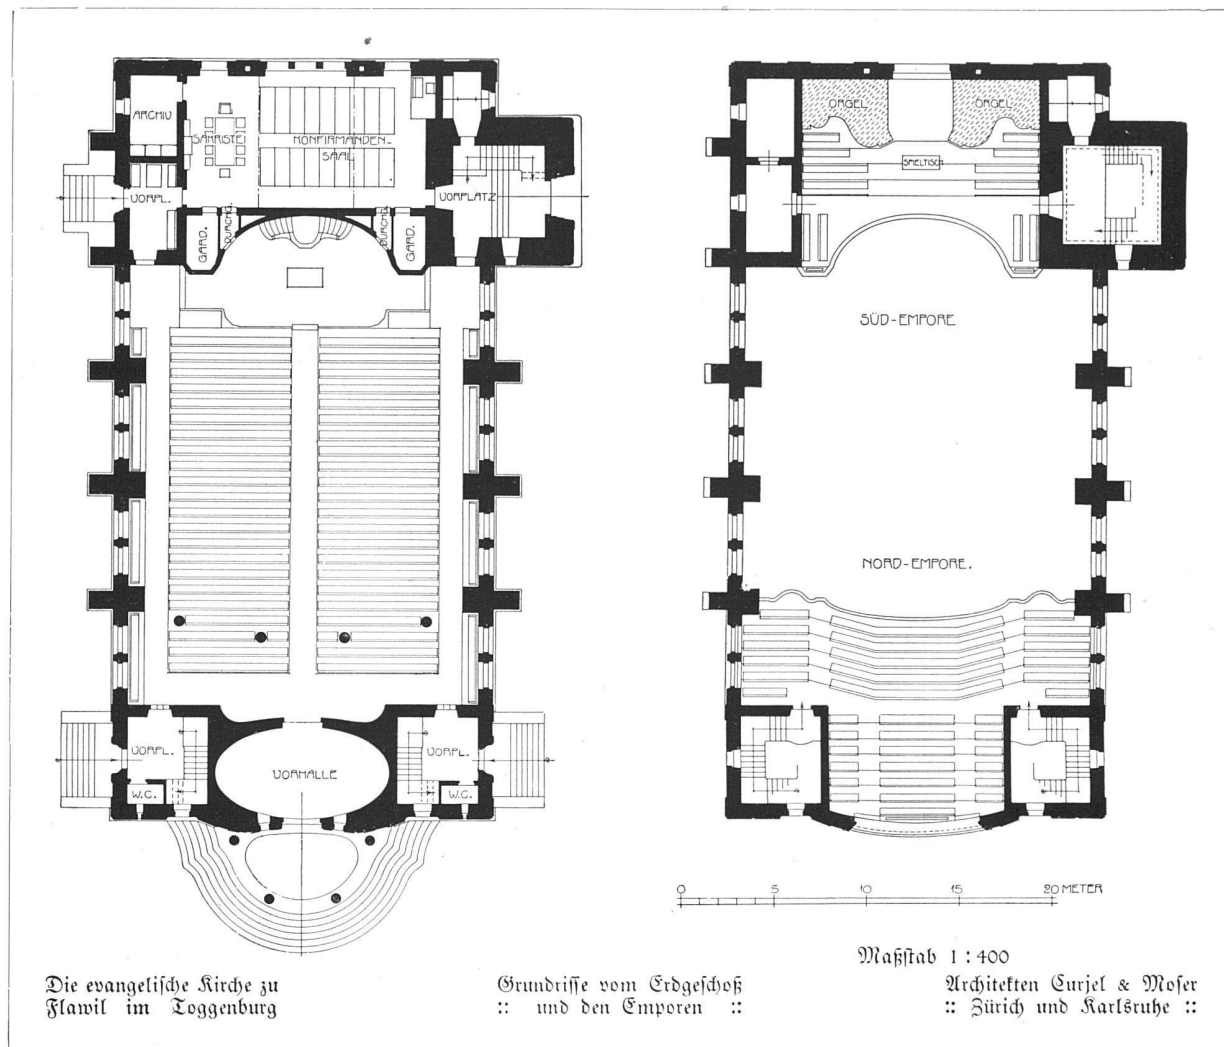 ARCHIV
SAKRISTEI
KONFIRMANDEN-
SAAL
VORPL.
VORPLATZ
GARD.
DURCHG.
DURCHG.
GARD.
VORPL.
VORPL.
W.C.
W.C.
VORHALLE
ORGEL
ORGEL
SPIELTISCH
SÜD-EMPORE
NORD-EMPORE.
0 5 10 15 20 METER
Maßstab 1 : 400
Die evangelische Kirche zu
Flawil im Toggenburg
Grundrisse vom Erdgeschoß
:: und den Emporen ::
Architekten Curjel & Moser
:: Zürich und Karlsruhe ::